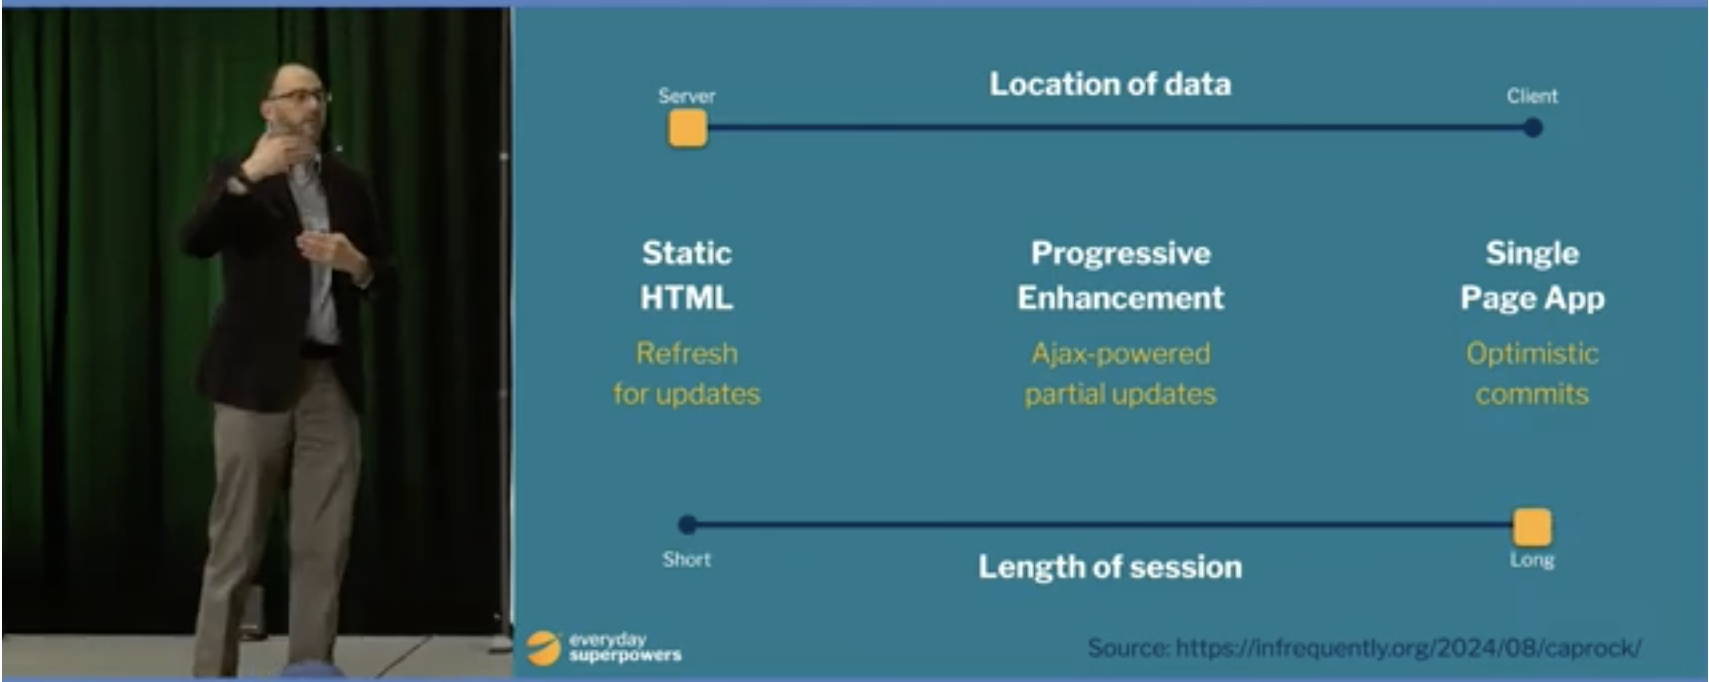 Location of data
Server
Client
Static
HTML
Refresh
for updates
Progressive
Enhancement
Ajax-powered
partial updates
Single
Page App
Optimistic
commits
Short
Length of session
Long
everyday
superpowers
Source: https://infrequently.org/2024/08/caprock/